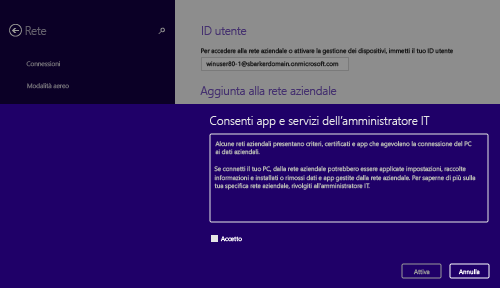 Rete
Connessioni
Modalità aereo
ID utente
Per accedere alla rete aziendale o attivare la gestione dei dispositivi, immetti il tuo ID utente
winuser80-1@sbarkerdomain.onmicrosoft.com
Aggiunta alla rete aziendale
Consenti app e servizi dell'amministratore IT
Alcune reti aziendali presentano criteri, certificati e app che agevolano la connessione del PC
ai dati aziendali.
Se connetti il tuo PC, dalla rete aziendale potrebbero essere applicate impostazioni, raccolte
informazioni e installati o rimossi dati e app gestite dalla rete aziendale. Per saperne di più sulla
tua specifica rete aziendale, rivolgiti all'amministratore IT.
Accetto
Attiva
Annulla